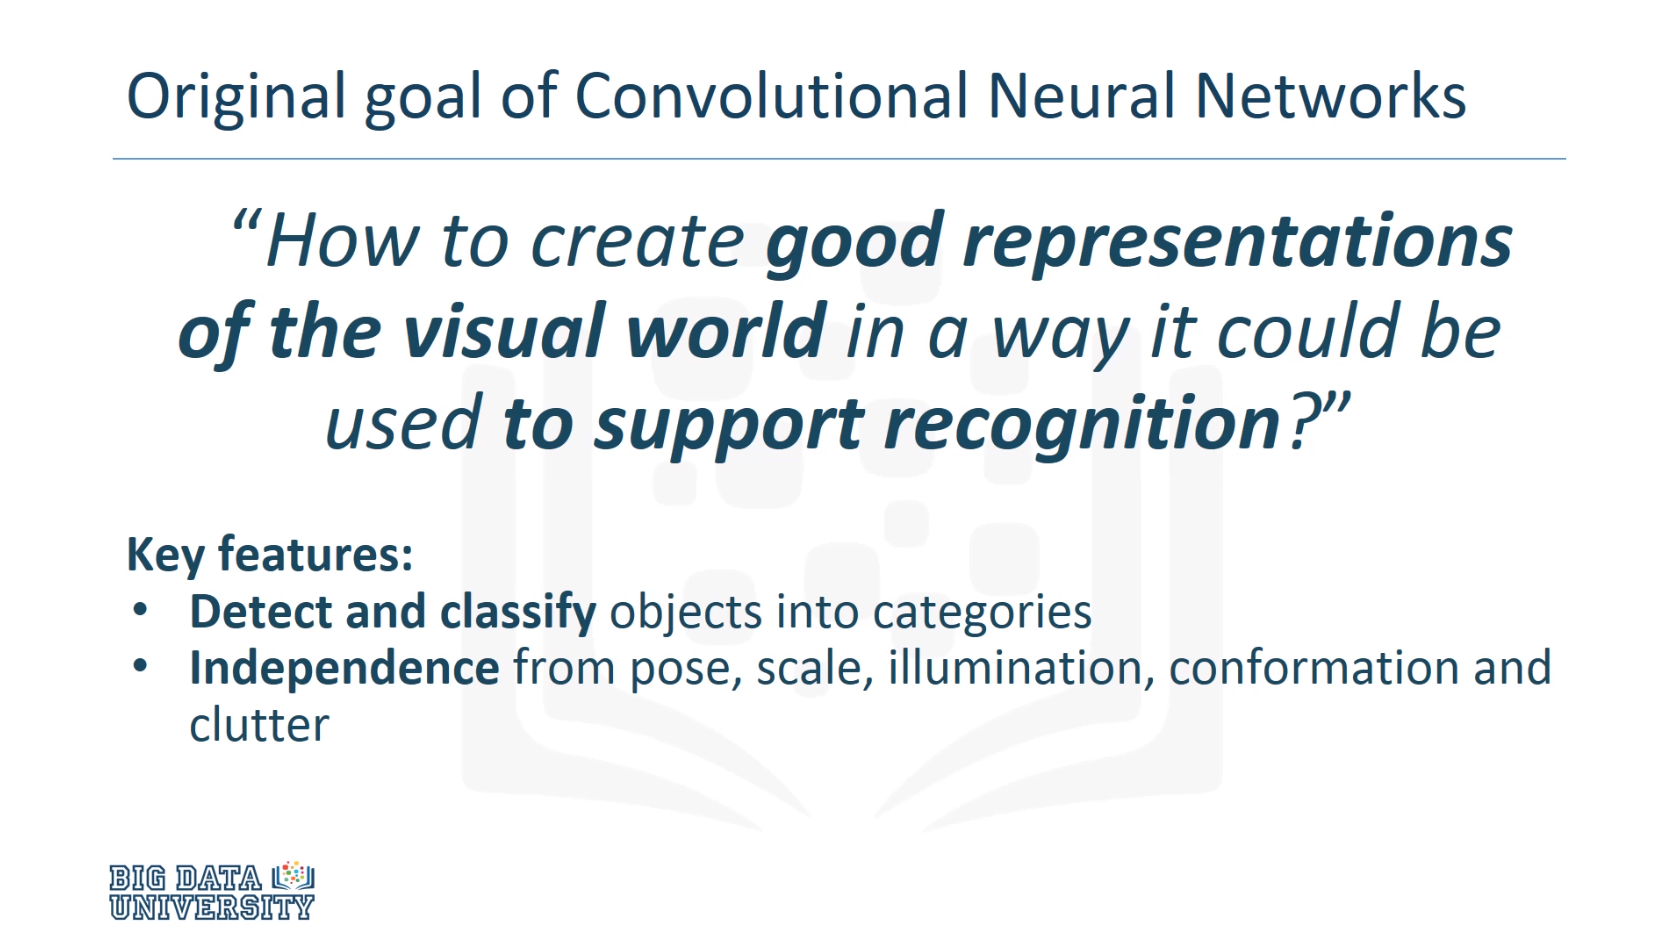 Original goal of Convolutional Neural Networks
“How to create good representations
of the visual world in a way it could be
used to support recognition?”
Key features:
• Detect and classify objects into categories
• Independence from pose, scale, illumination, conformation and
clutter
BIG DATA
UNIVERSITY